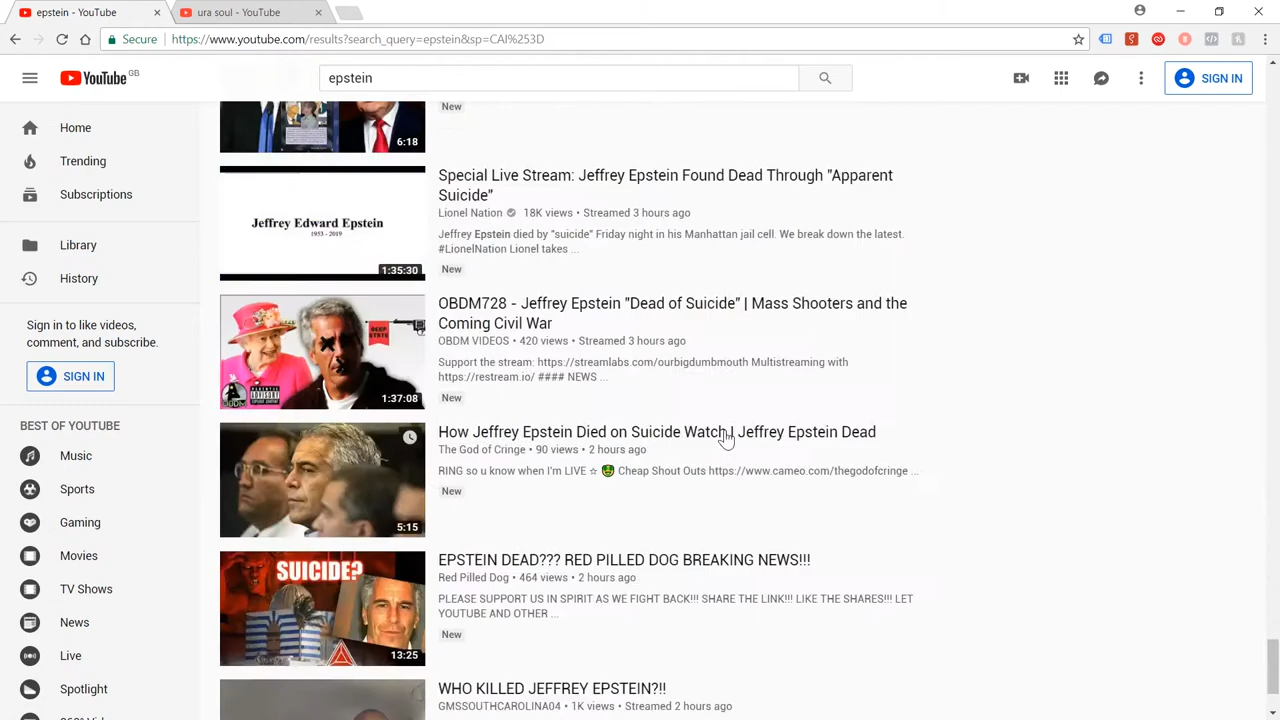 epstein - YouTube
ura soul - YouTube
Secure
https://www.youtube.com/results?search_query=epstein&sp=CAI%253D
YouTube GB
epstein
SIGN IN
Home
Trending
Subscriptions
Library
History
Sign in to like videos,
comment, and subscribe.
SIGN IN
BEST OF YOUTUBE
Music
Sports
Gaming
Movies
TV Shows
News
Live
Spotlight
6:18
New
Jeffrey Edward Epstein
1953 - 2019
1:35:30
Special Live Stream: Jeffrey Epstein Found Dead Through "Apparent
Suicide"
Lionel Nation 18K views • Streamed 3 hours ago
Jeffrey Epstein died by "suicide" Friday night in his Manhattan jail cell. We break down the latest.
#LionelNation Lionel takes ...
New
DEEP
STATE
PARENTAL
ADVISORY
1:37:08
OBDM728 - Jeffrey Epstein "Dead of Suicide" | Mass Shooters and the
Coming Civil War
OBDM VIDEOS • 420 views • Streamed 3 hours ago
Support the stream: https://streamlabs.com/ourbigdumbmouth Multistreaming with
https://restream.io/ #### NEWS ...
New
5:15
How Jeffrey Epstein Died on Suicide Watch | Jeffrey Epstein Dead
The God of Cringe • 90 views • 2 hours ago
RING so u know when I'm LIVE ☆ Cheap Shout Outs https://www.cameo.com/thegodofcringe ...
New
SUICIDE?
13:25
EPSTEIN DEAD??? RED PILLED DOG BREAKING NEWS!!!
Red Pilled Dog • 464 views • 2 hours ago
PLEASE SUPPORT US IN SPIRIT AS WE FIGHT BACK!!! SHARE THE LINK!!! LIKE THE SHARES!!! LET
YOUTUBE AND OTHER ...
New
WHO KILLED JEFFREY EPSTEIN?!!
GMSSOUTHCAROLINA04 • 1K views • Streamed 2 hours ago